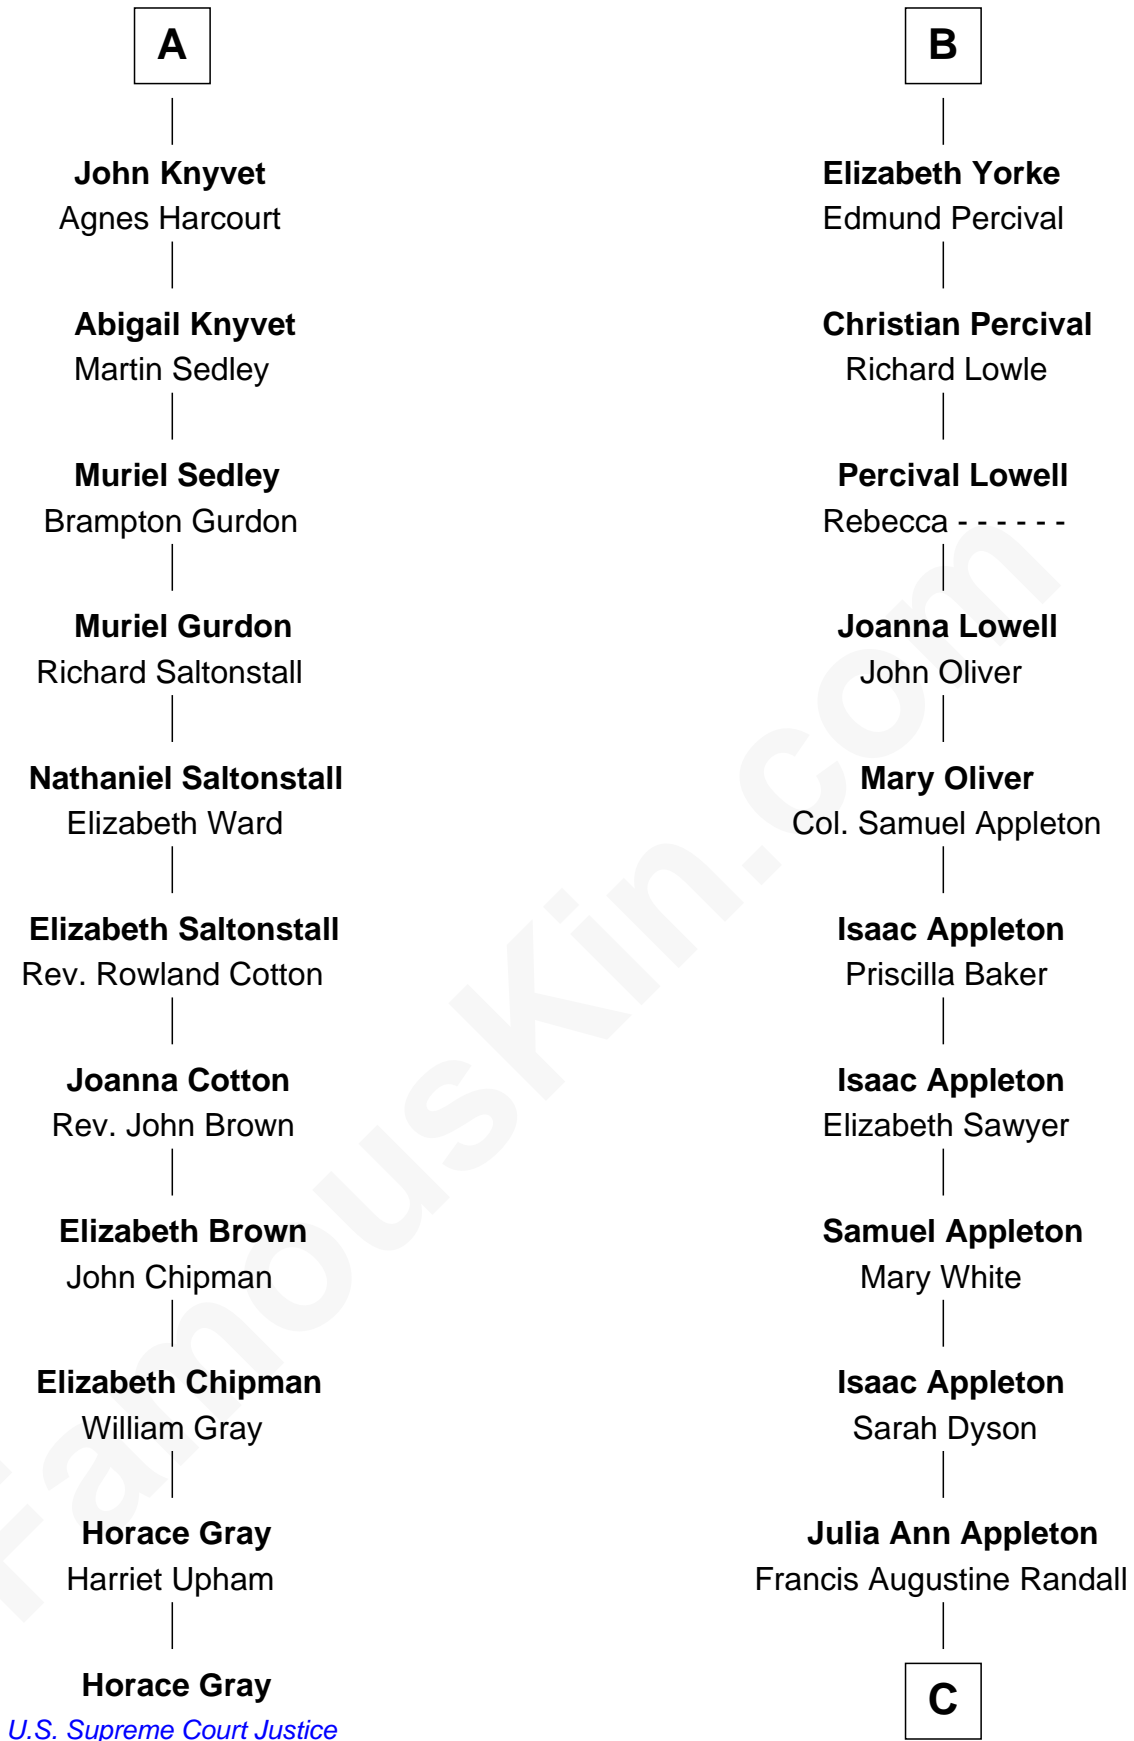 A
John Knyvet
Agnes Harcourt
Abigail Knyvet
Martin Sedley
Muriel Sedley
Brampton Gurdon
Muriel Gurdon
Richard Saltonstall
Nathaniel Saltonstall
Elizabeth Ward
Elizabeth Saltonstall
Rev. Rowland Cotton
Joanna Cotton
Rev. John Brown
Elizabeth Brown
John Chipman
Elizabeth Chipman
William Gray
Horace Gray
Harriet Upham
Horace Gray
U.S. Supreme Court Justice
B
Elizabeth Yorke
Edmund Percival
Christian Percival
Richard Lowle
Percival Lowell
Rebecca - - - - - -
Joanna Lowell
John Oliver
Mary Oliver
Col. Samuel Appleton
Isaac Appleton
Priscilla Baker
Isaac Appleton
Elizabeth Sawyer
Samuel Appleton
Mary White
Isaac Appleton
Sarah Dyson
Julia Ann Appleton
Francis Augustine Randall
C
FamousKin.com